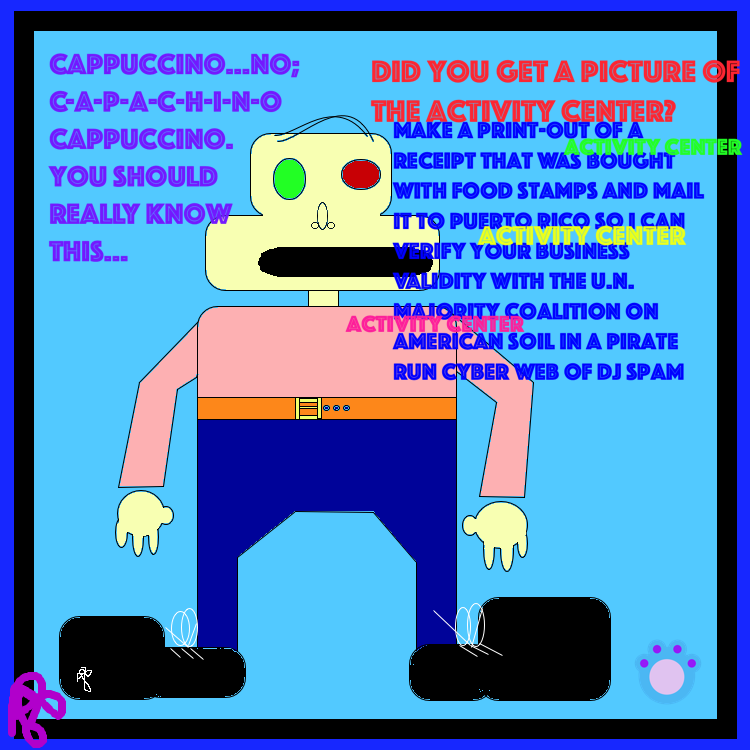 CAPPUCCINO...NO;
C-A-P-A-C-H-I-N-O
CAPPUCCINO.
YOU SHOULD
REALLY KNOW
THIS...
DID YOU GET A PICTURE OF
THE ACTIVITY CENTER?
MAKE A PRINT-OUT OF A
ACTIVITY CENTER
RECEIPT THAT WAS BOUGHT
WITH FOOD STAMPS AND MAIL
IT TO PUERTO RICO SO I CAN
ACTIVITY CENTER
VERIFY YOUR BUSINESS
VALIDITY WITH THE U.N.
MAJORITY COALITION ON
ACTIVITY CENTER
AMERICAN SOIL IN A PIRATE
RUN CYBER WEB OF DJ SPAM